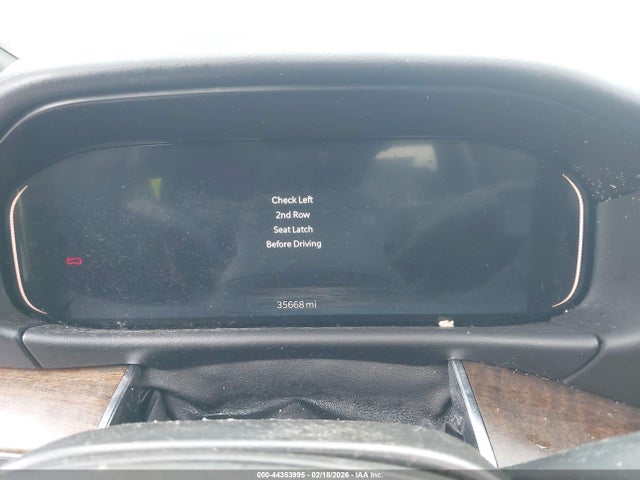 Check Left
2nd Row
Seat Latch
Before Driving
35668 mi
000-44353995 - 02/18/2026 - © IAA Inc.